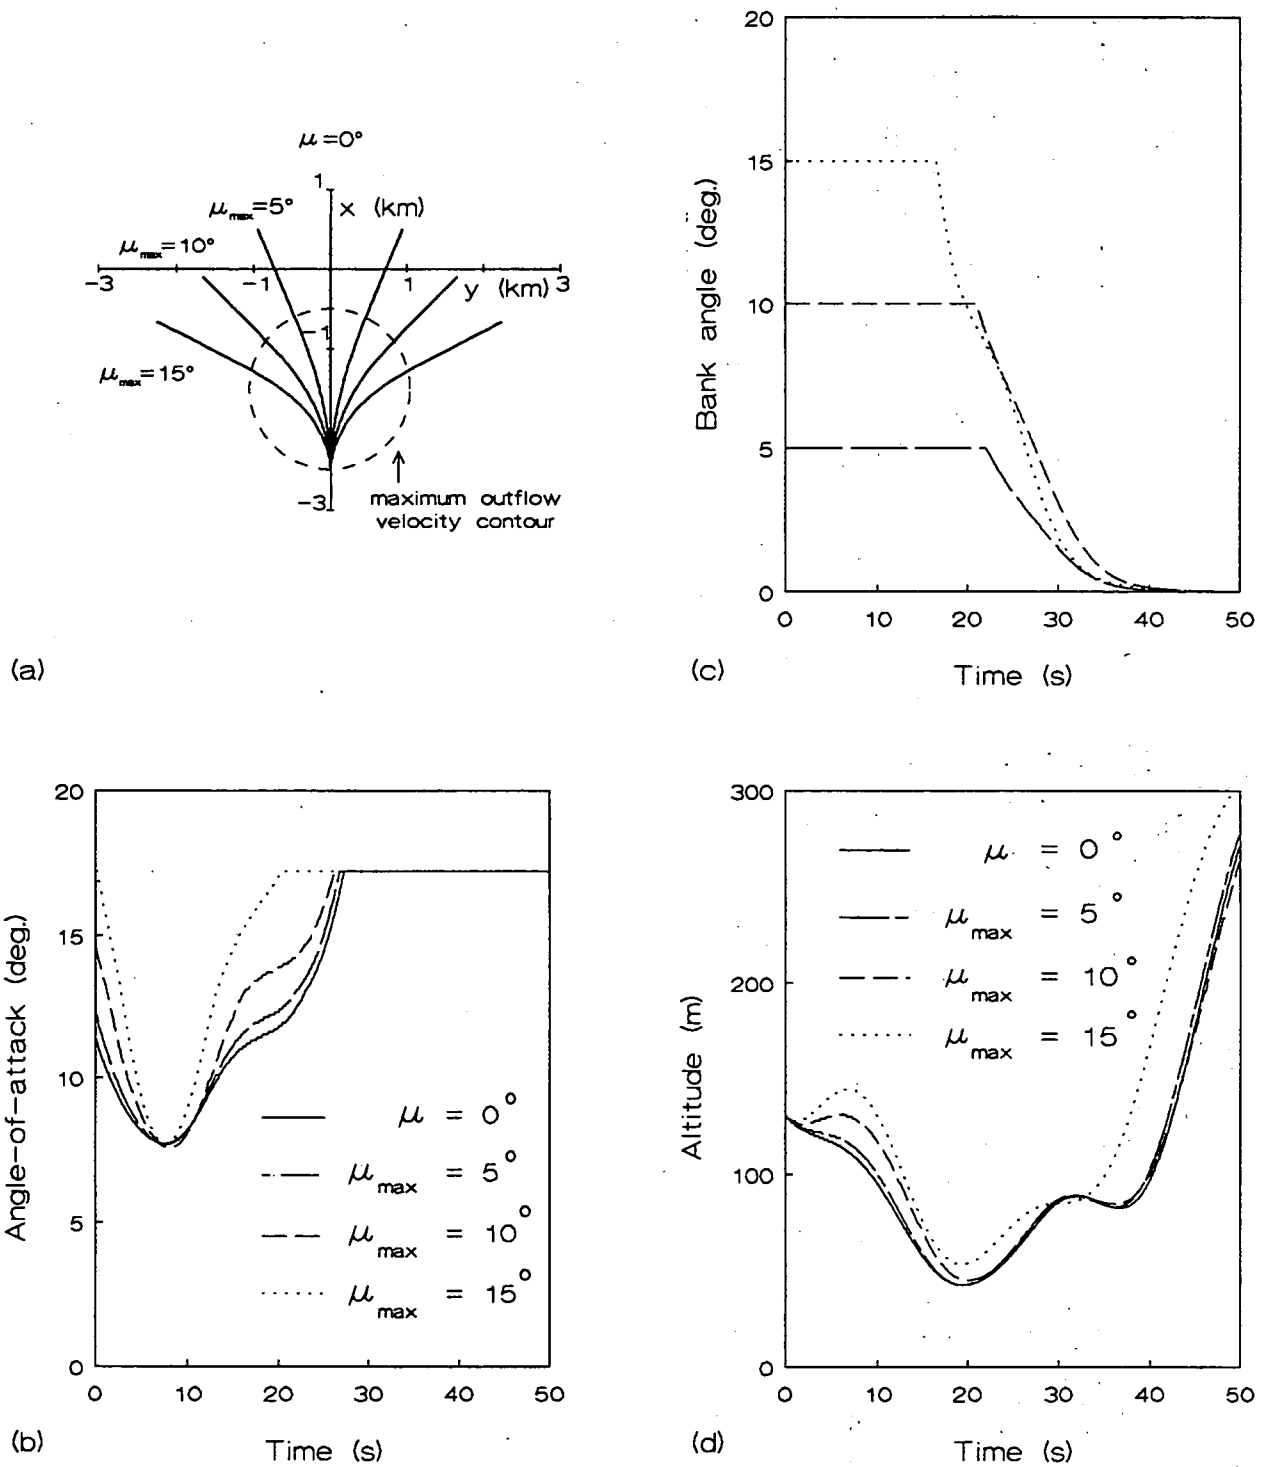 μ =0°
1
μmax=5°
x (km)
μmax=10°
-3
-1
1
y (km) 3
-1
μmax=15°
-3
maximum outflow
velocity contour
(a)
20
15
10
5
0
0 10 20 30 40 50
Bank angle (deg.)
Time (s)
(c)
20
15
10
5
0
0 10 20 30 40 50
Angle-of-attack (deg.)
μ = 0°
μmax = 5°
μmax = 10°
μmax = 15°
Time (s)
(b)
300
200
100
0
0 10 20 30 40 50
Altitude (m)
μ = 0°
μmax = 5°
μmax = 10°
μmax = 15°
Time (s)
(d)